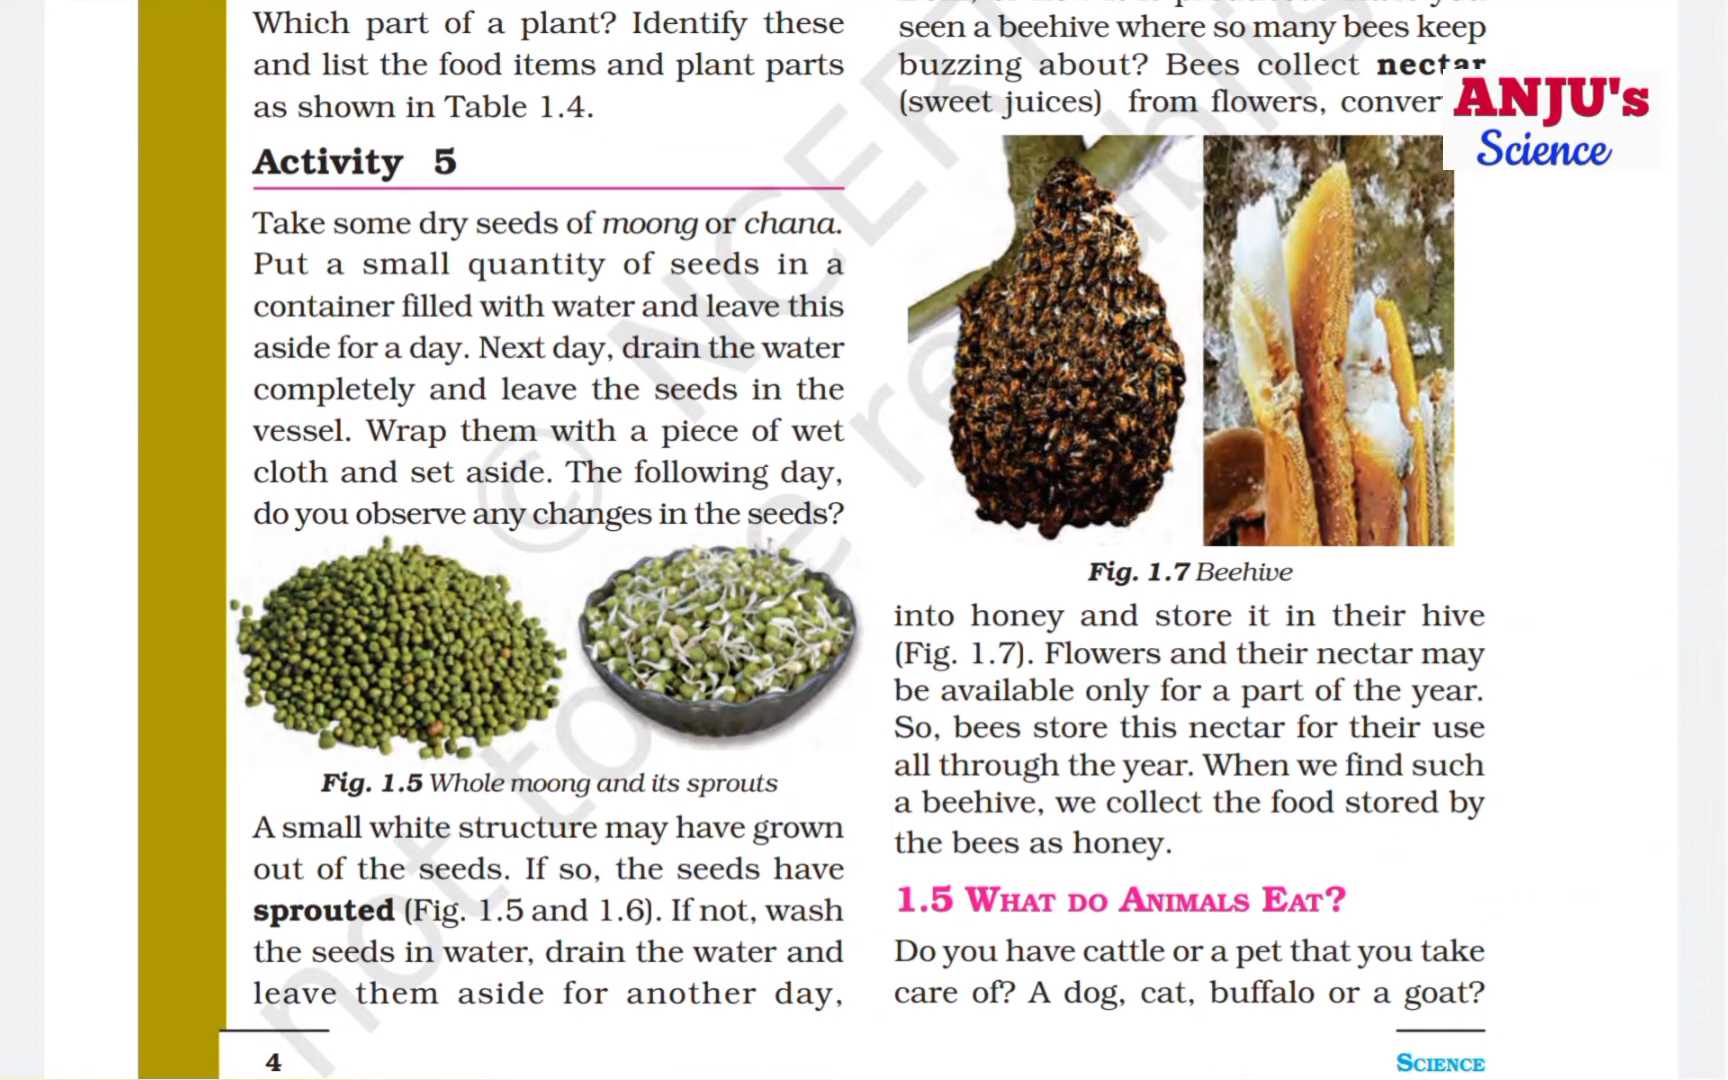 Which part of a plant? Identify these
and list the food items and plant parts
as shown in Table 1.4.
Activity 5
Take some dry seeds of moong or chana.
Put a small quantity of seeds in a
container filled with water and leave this
aside for a day. Next day, drain the water
completely and leave the seeds in the
vessel. Wrap them with a piece of wet
cloth and set aside. The following day,
do you observe any changes in the seeds?
Fig. 1.5 Whole moong and its sprouts
A small white structure may have grown
out of the seeds. If so, the seeds have
sprouted (Fig. 1.5 and 1.6). If not, wash
the seeds in water, drain the water and
leave them aside for another day,
4
seen a beehive where so many bees keep
buzzing about? Bees collect nectar
(sweet juices) from flowers, conver
ANJU's
Science
Fig. 1.7 Beehive
into honey and store it in their hive
(Fig. 1.7). Flowers and their nectar may
be available only for a part of the year.
So, bees store this nectar for their use
all through the year. When we find such
a beehive, we collect the food stored by
the bees as honey.
1.5 WHAT DO ANIMALS EAT?
Do you have cattle or a pet that you take
care of? A dog, cat, buffalo or a goat?
SCIENCE
© NCERT
not to be re